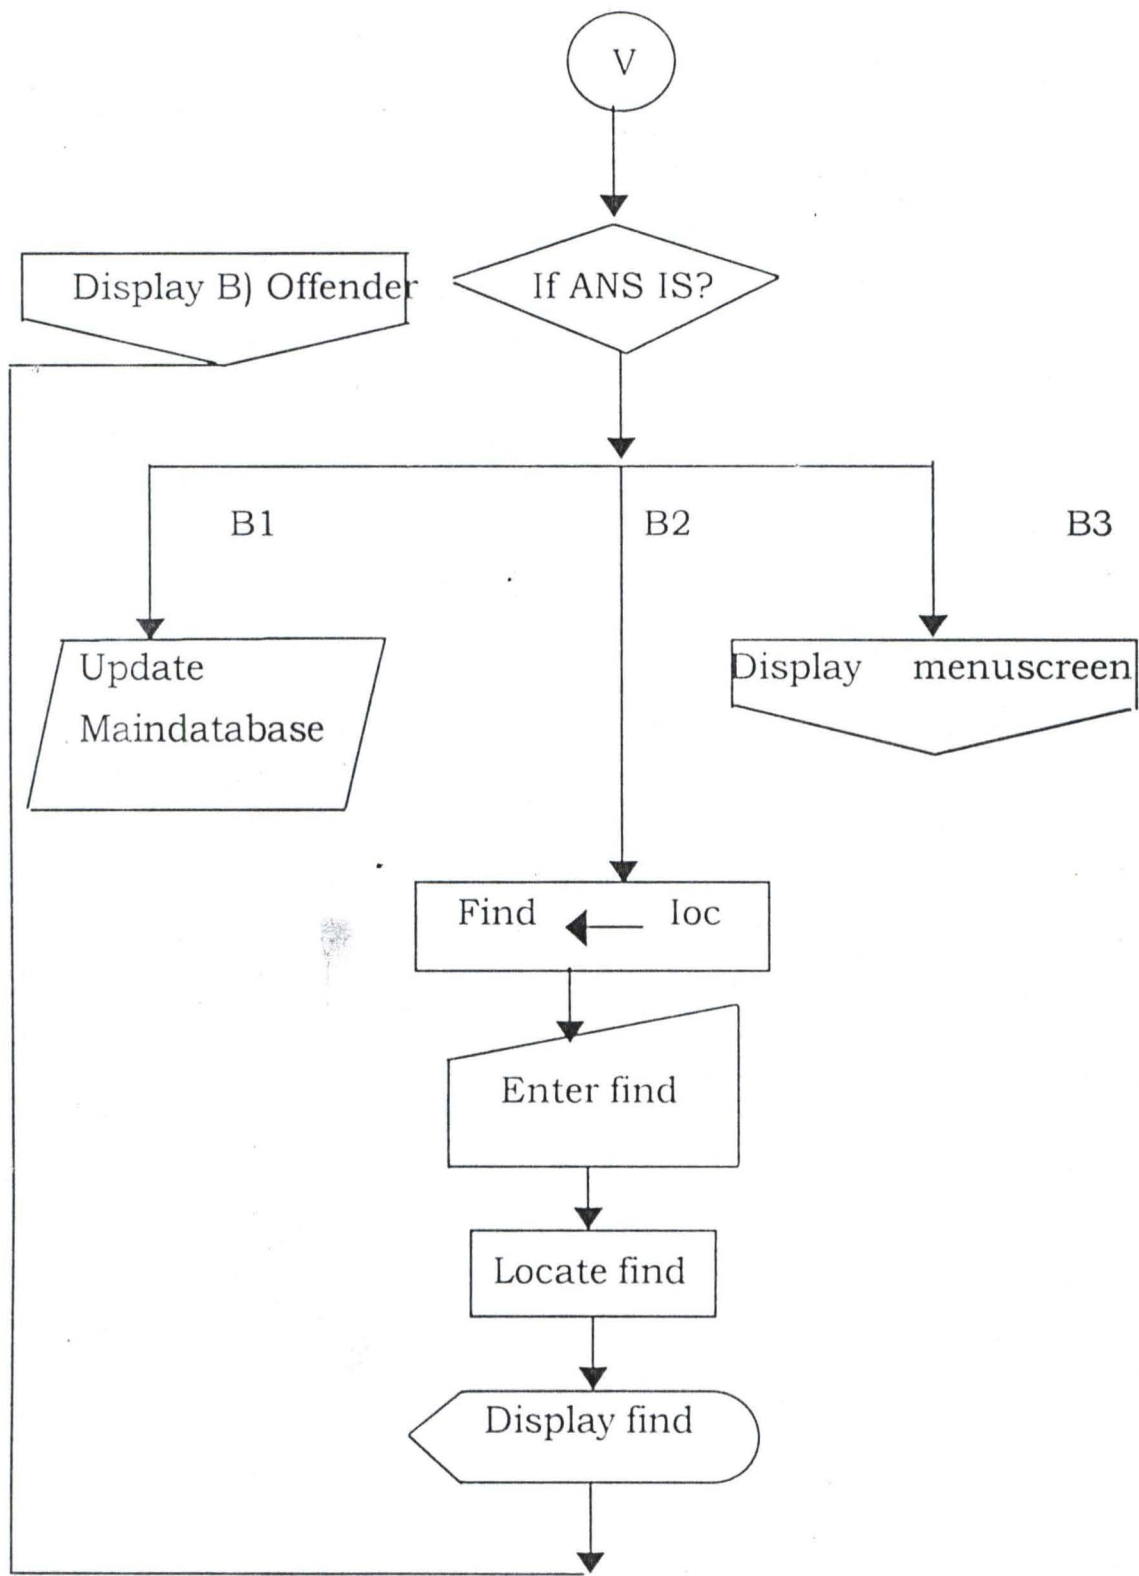 V
Display B) Offender
If ANS IS?
B1
B2
B3
Update
Maindatabase
Display menuscreen
Find loc
Enter find
Locate find
Display find